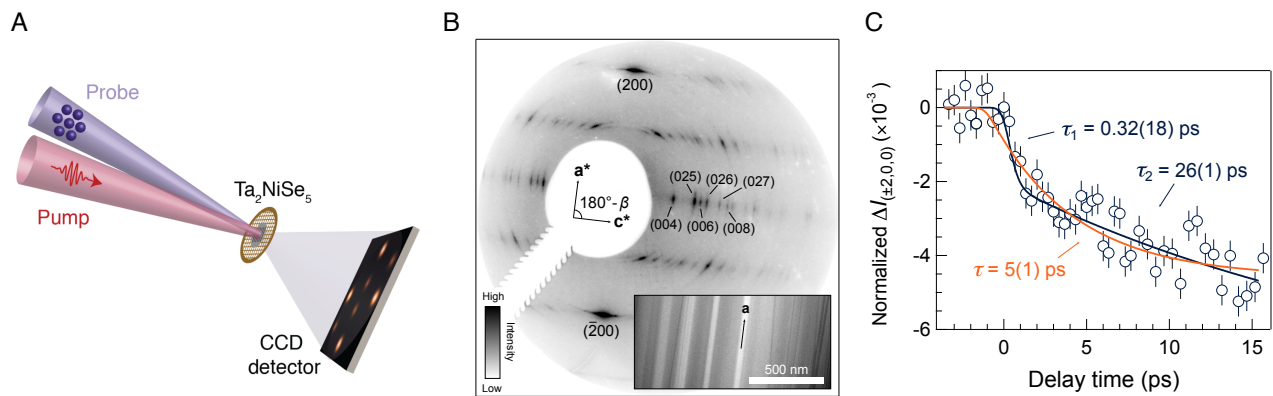 A
Probe
Pump
Ta₂NiSe₅
CCD
detector
B
(200)
a*
180°-β
c*
(025)
(026)
(027)
(004)
(006)
(008)
(2̄00)
High
Intensity
Low
a
500 nm
C
Normalized ΔI(±2,0,0) (×10⁻³)
0
-2
-4
-6
τ₁ = 0.32(18) ps
τ₂ = 26(1) ps
τ = 5(1) ps
0
5
10
15
Delay time (ps)